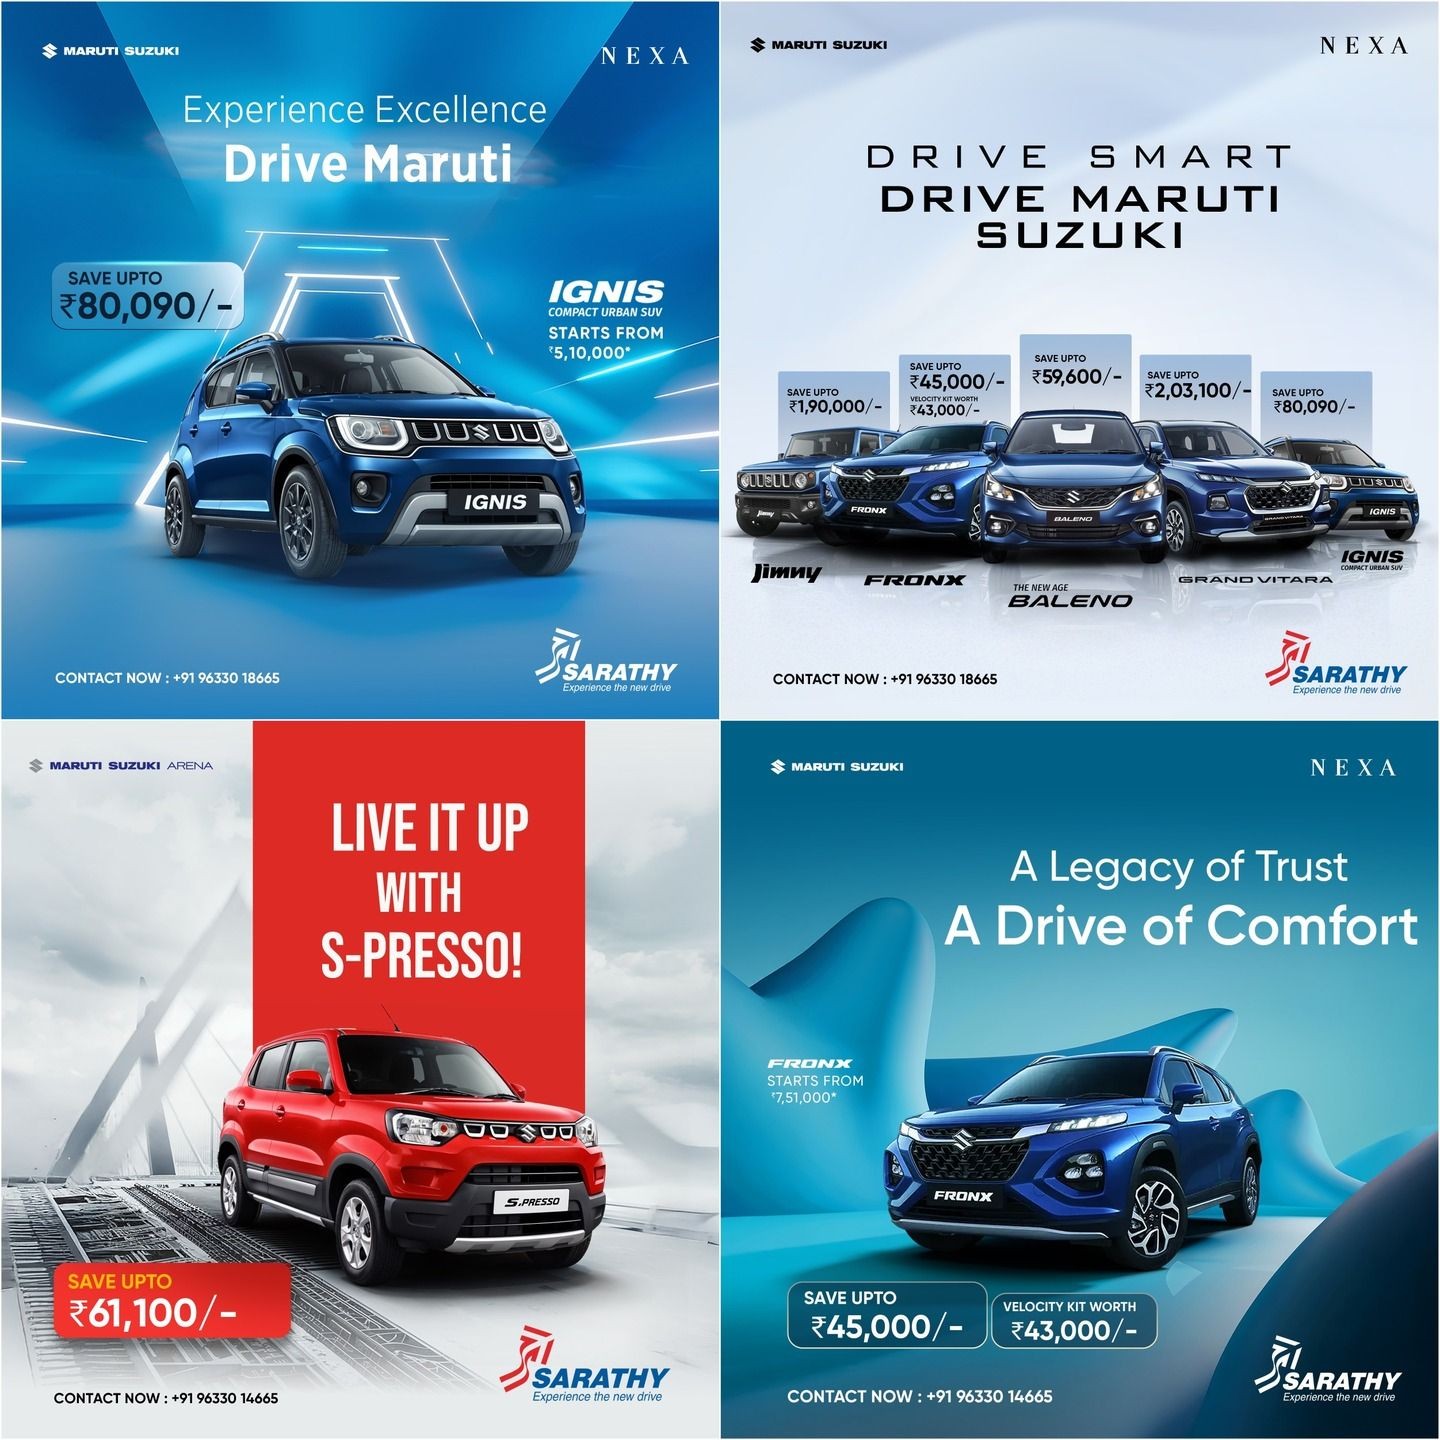 MARUTI SUZUKI
NEXA
Experience Excellence
Drive Maruti
SAVE UPTO
₹80,090/-
IGNIS
COMPACT URBAN SUV
STARTS FROM
₹5,10,000*
IGNIS
CONTACT NOW : +91 96330 18665
SARATHY
Experience the new drive
MARUTI SUZUKI
NEXA
DRIVE SMART
DRIVE MARUTI
SUZUKI
SAVE UPTO
₹1,90,000/-
SAVE UPTO
₹45,000/-
VELOCITY KIT WORTH
₹43,000/-
SAVE UPTO
₹59,600/-
SAVE UPTO
₹2,03,100/-
SAVE UPTO
₹80,090/-
Jimny
FRONX
BALENO
GRAND VITARA
IGNIS
Jimny
FRONX
THE NEW AGE
BALENO
GRAND VITARA
IGNIS
COMPACT URBAN SUV
CONTACT NOW : +91 96330 18665
SARATHY
Experience the new drive
MARUTI SUZUKI ARENA
LIVE IT UP
WITH
S-PRESSO!
S.PRESSO
SAVE UPTO
₹61,100/-
CONTACT NOW : +91 96330 14665
SARATHY
Experience the new drive
MARUTI SUZUKI
NEXA
A Legacy of Trust
A Drive of Comfort
FRONX
STARTS FROM
₹7,51,000*
FRONX
SAVE UPTO
₹45,000/-
VELOCITY KIT WORTH
₹43,000/-
CONTACT NOW : +91 96330 14665
SARATHY
Experience the new drive